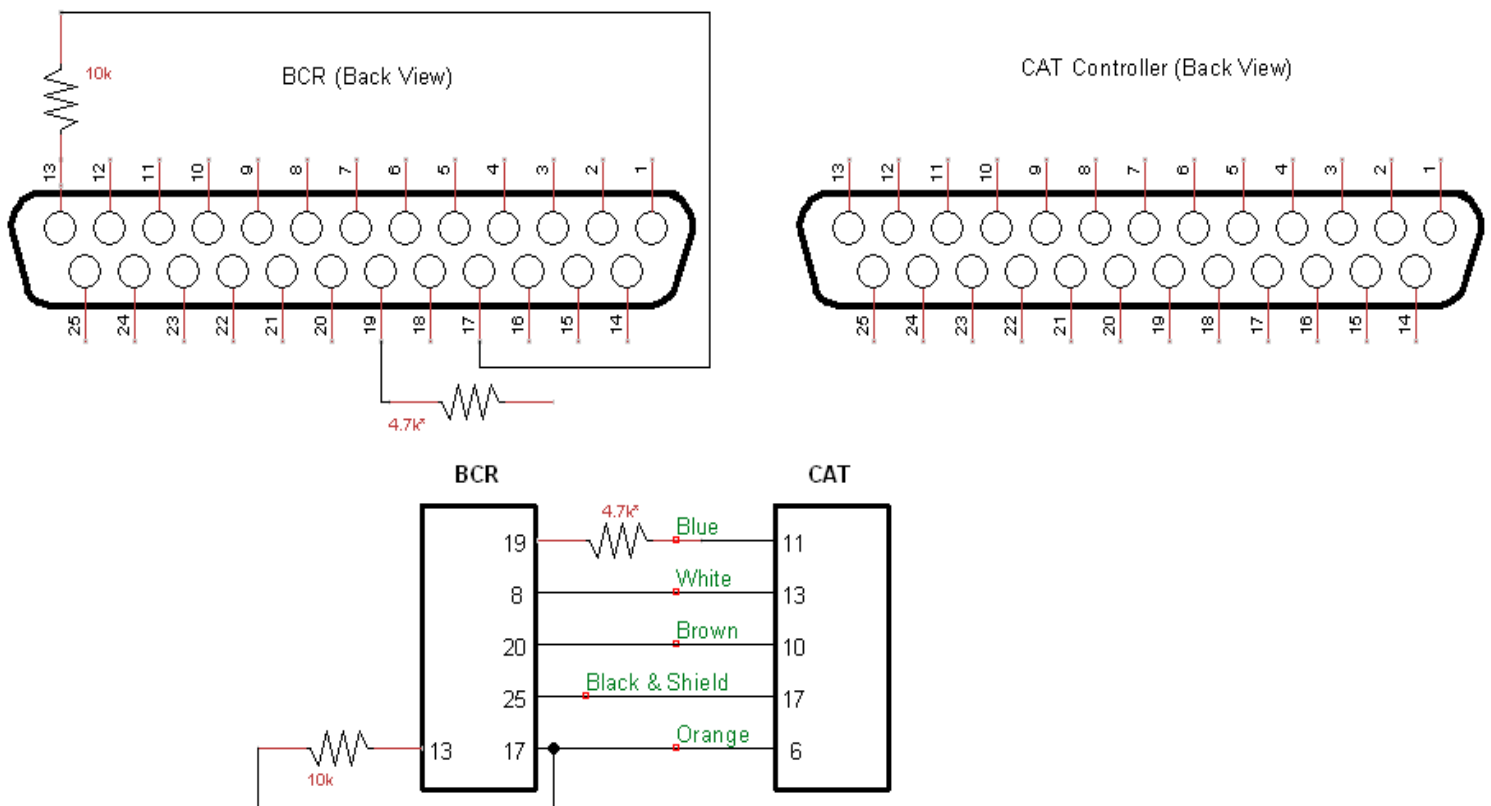 BCR (Back View)
CAT Controller (Back View)
10k
13 12 11 10 9 8 7 6 5 4 3 2 1
13 12 11 10 9 8 7 6 5 4 3 2 1
25 24 23 22 21 20 19 18 17 16 15 14
25 24 23 22 21 20 19 18 17 16 15 14
4.7k*
BCR
CAT
4.7k*
19 Blue 11
8 White 13
20 Brown 10
25 Black & Shield 17
13 17 Orange 6
10k